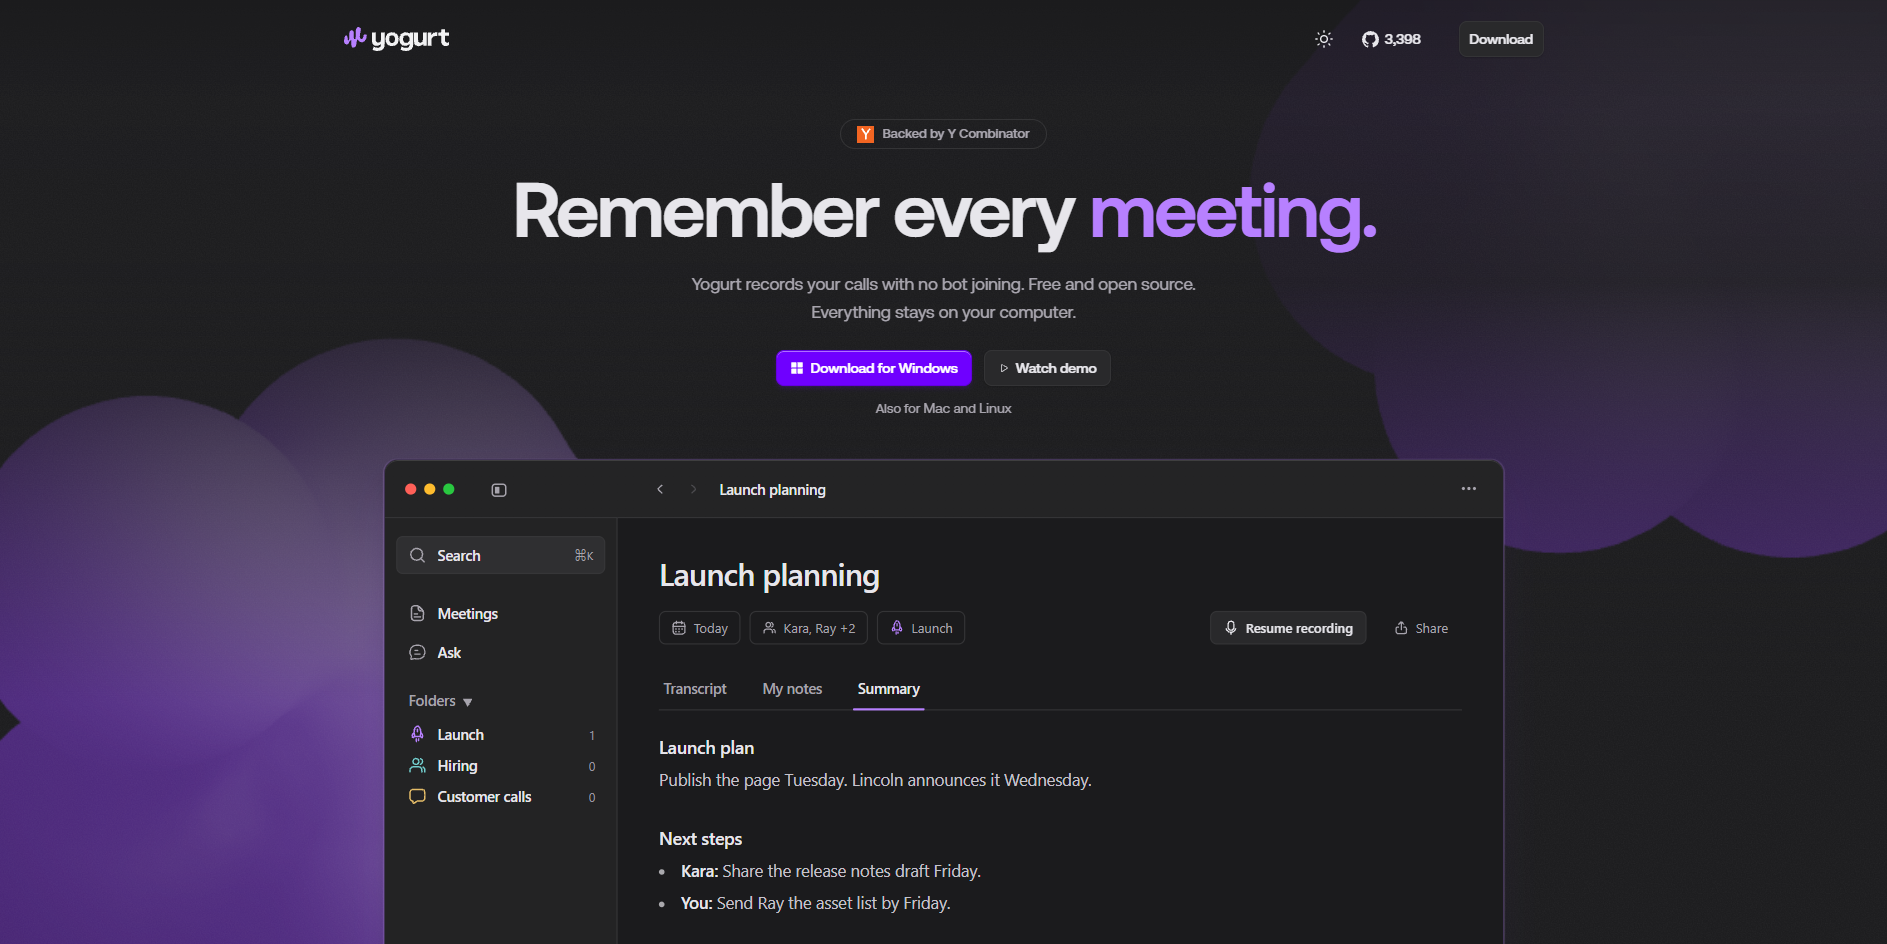 yogurt
3,398
Download
Backed by Y Combinator
Remember every meeting.
Yogurt records your calls with no bot joining. Free and open source.
Everything stays on your computer.
Download for Windows
Watch demo
Also for Mac and Linux
Launch planning
Search
⌘K
Meetings
Ask
Folders
Launch 1
Hiring 0
Customer calls 0
Launch planning
Today
Kara, Ray +2
Launch
Resume recording
Share
Transcript
My notes
Summary
Launch plan
Publish the page Tuesday. Lincoln announces it Wednesday.
Next steps
• Kara: Share the release notes draft Friday.
• You: Send Ray the asset list by Friday.